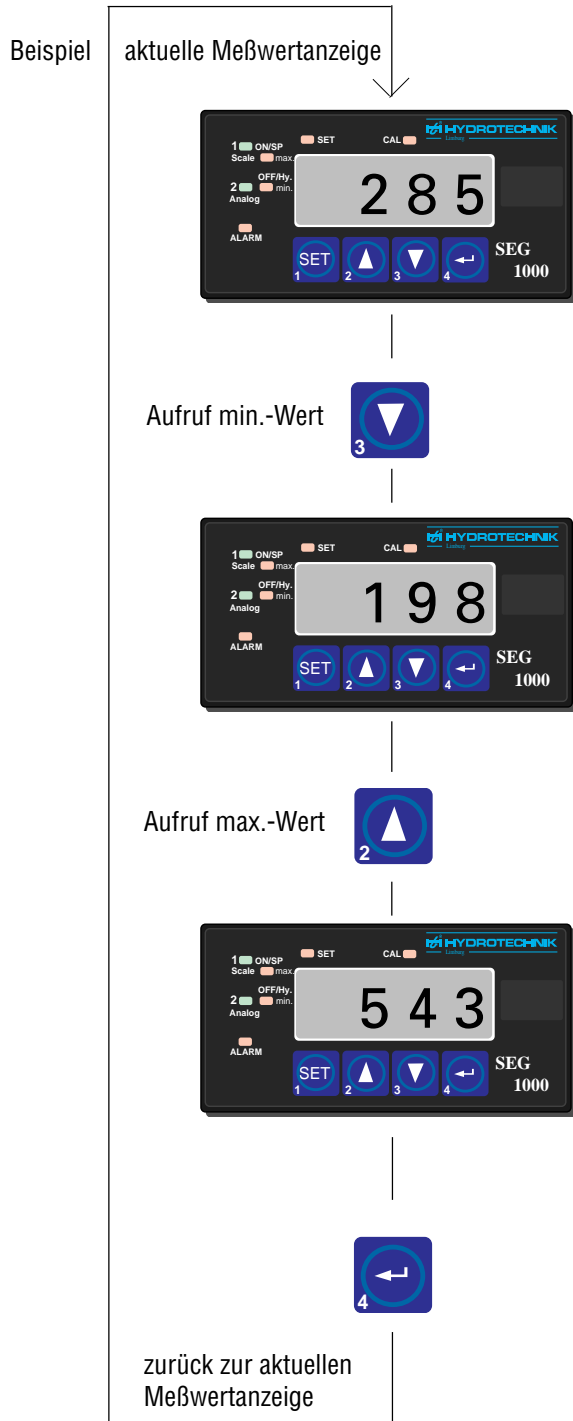 Beispiel
aktuelle Meßwertanzeige
HYDROTECHNIK
Limburg
SET CAL
1 ON/SP
Scale max.
OFF/Hy.
2 min.
Analog
ALARM
2 8 5
SET
1 2 3 4
SEG
1000
Aufruf min.-Wert
3
HYDROTECHNIK
Limburg
SET CAL
1 ON/SP
Scale max.
OFF/Hy.
2 min.
Analog
ALARM
1 9 8
SET
1 2 3 4
SEG
1000
Aufruf max.-Wert
2
HYDROTECHNIK
Limburg
SET CAL
1 ON/SP
Scale max.
OFF/Hy.
2 min.
Analog
ALARM
5 4 3
SET
1 2 3 4
SEG
1000
4
zurück zur aktuellen
Meßwertanzeige